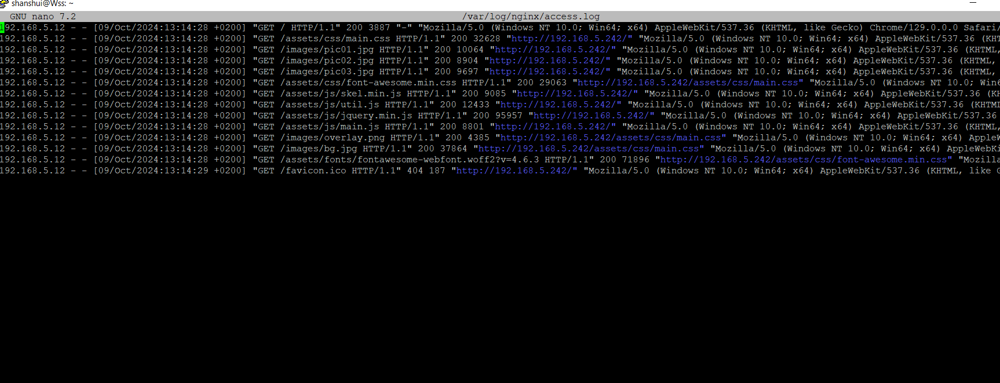 shanshui@Wss: ~
GNU nano 7.2 /var/log/nginx/access.log
192.168.5.12 - - [09/Oct/2024:13:14:28 +0200] "GET / HTTP/1.1" 200 3887 "-" "Mozilla/5.0 (Windows NT 10.0; Win64; x64) AppleWebKit/537.36 (KHTML, like Gecko) Chrome/129.0.0.0 Safari/
192.168.5.12 - - [09/Oct/2024:13:14:28 +0200] "GET /assets/css/main.css HTTP/1.1" 200 32628 "http://192.168.5.242/" "Mozilla/5.0 (Windows NT 10.0; Win64; x64) AppleWebKit/537.36 (KHT
192.168.5.12 - - [09/Oct/2024:13:14:28 +0200] "GET /images/pic01.jpg HTTP/1.1" 200 10064 "http://192.168.5.242/" "Mozilla/5.0 (Windows NT 10.0; Win64; x64) AppleWebKit/537.36 (KHTML,
192.168.5.12 - - [09/Oct/2024:13:14:28 +0200] "GET /images/pic02.jpg HTTP/1.1" 200 8904 "http://192.168.5.242/" "Mozilla/5.0 (Windows NT 10.0; Win64; x64) AppleWebKit/537.36 (KHTML,
192.168.5.12 - - [09/Oct/2024:13:14:28 +0200] "GET /images/pic03.jpg HTTP/1.1" 200 9697 "http://192.168.5.242/" "Mozilla/5.0 (Windows NT 10.0; Win64; x64) AppleWebKit/537.36 (KHTML,
192.168.5.12 - - [09/Oct/2024:13:14:28 +0200] "GET /assets/css/font-awesome.min.css HTTP/1.1" 200 29063 "http://192.168.5.242/assets/css/main.css" "Mozilla/5.0 (Windows NT 10.0; Win6
192.168.5.12 - - [09/Oct/2024:13:14:28 +0200] "GET /assets/js/skel.min.js HTTP/1.1" 200 9085 "http://192.168.5.242/" "Mozilla/5.0 (Windows NT 10.0; Win64; x64) AppleWebKit/537.36 (KH
192.168.5.12 - - [09/Oct/2024:13:14:28 +0200] "GET /assets/js/util.js HTTP/1.1" 200 12433 "http://192.168.5.242/" "Mozilla/5.0 (Windows NT 10.0; Win64; x64) AppleWebKit/537.36 (KHTML
192.168.5.12 - - [09/Oct/2024:13:14:28 +0200] "GET /assets/js/jquery.min.js HTTP/1.1" 200 95957 "http://192.168.5.242/" "Mozilla/5.0 (Windows NT 10.0; Win64; x64) AppleWebKit/537.36
192.168.5.12 - - [09/Oct/2024:13:14:28 +0200] "GET /assets/js/main.js HTTP/1.1" 200 8801 "http://192.168.5.242/" "Mozilla/5.0 (Windows NT 10.0; Win64; x64) AppleWebKit/537.36 (KHTML,
192.168.5.12 - - [09/Oct/2024:13:14:28 +0200] "GET /images/overlay.png HTTP/1.1" 200 4385 "http://192.168.5.242/assets/css/main.css" "Mozilla/5.0 (Windows NT 10.0; Win64; x64) AppleW
192.168.5.12 - - [09/Oct/2024:13:14:28 +0200] "GET /images/bg.jpg HTTP/1.1" 200 37864 "http://192.168.5.242/assets/css/main.css" "Mozilla/5.0 (Windows NT 10.0; Win64; x64) AppleWebKi
192.168.5.12 - - [09/Oct/2024:13:14:28 +0200] "GET /assets/fonts/fontawesome-webfont.woff2?v=4.6.3 HTTP/1.1" 200 71896 "http://192.168.5.242/assets/css/font-awesome.min.css" "Mozilla
192.168.5.12 - - [09/Oct/2024:13:14:29 +0200] "GET /favicon.ico HTTP/1.1" 404 187 "http://192.168.5.242/" "Mozilla/5.0 (Windows NT 10.0; Win64; x64) AppleWebKit/537.36 (KHTML, like G